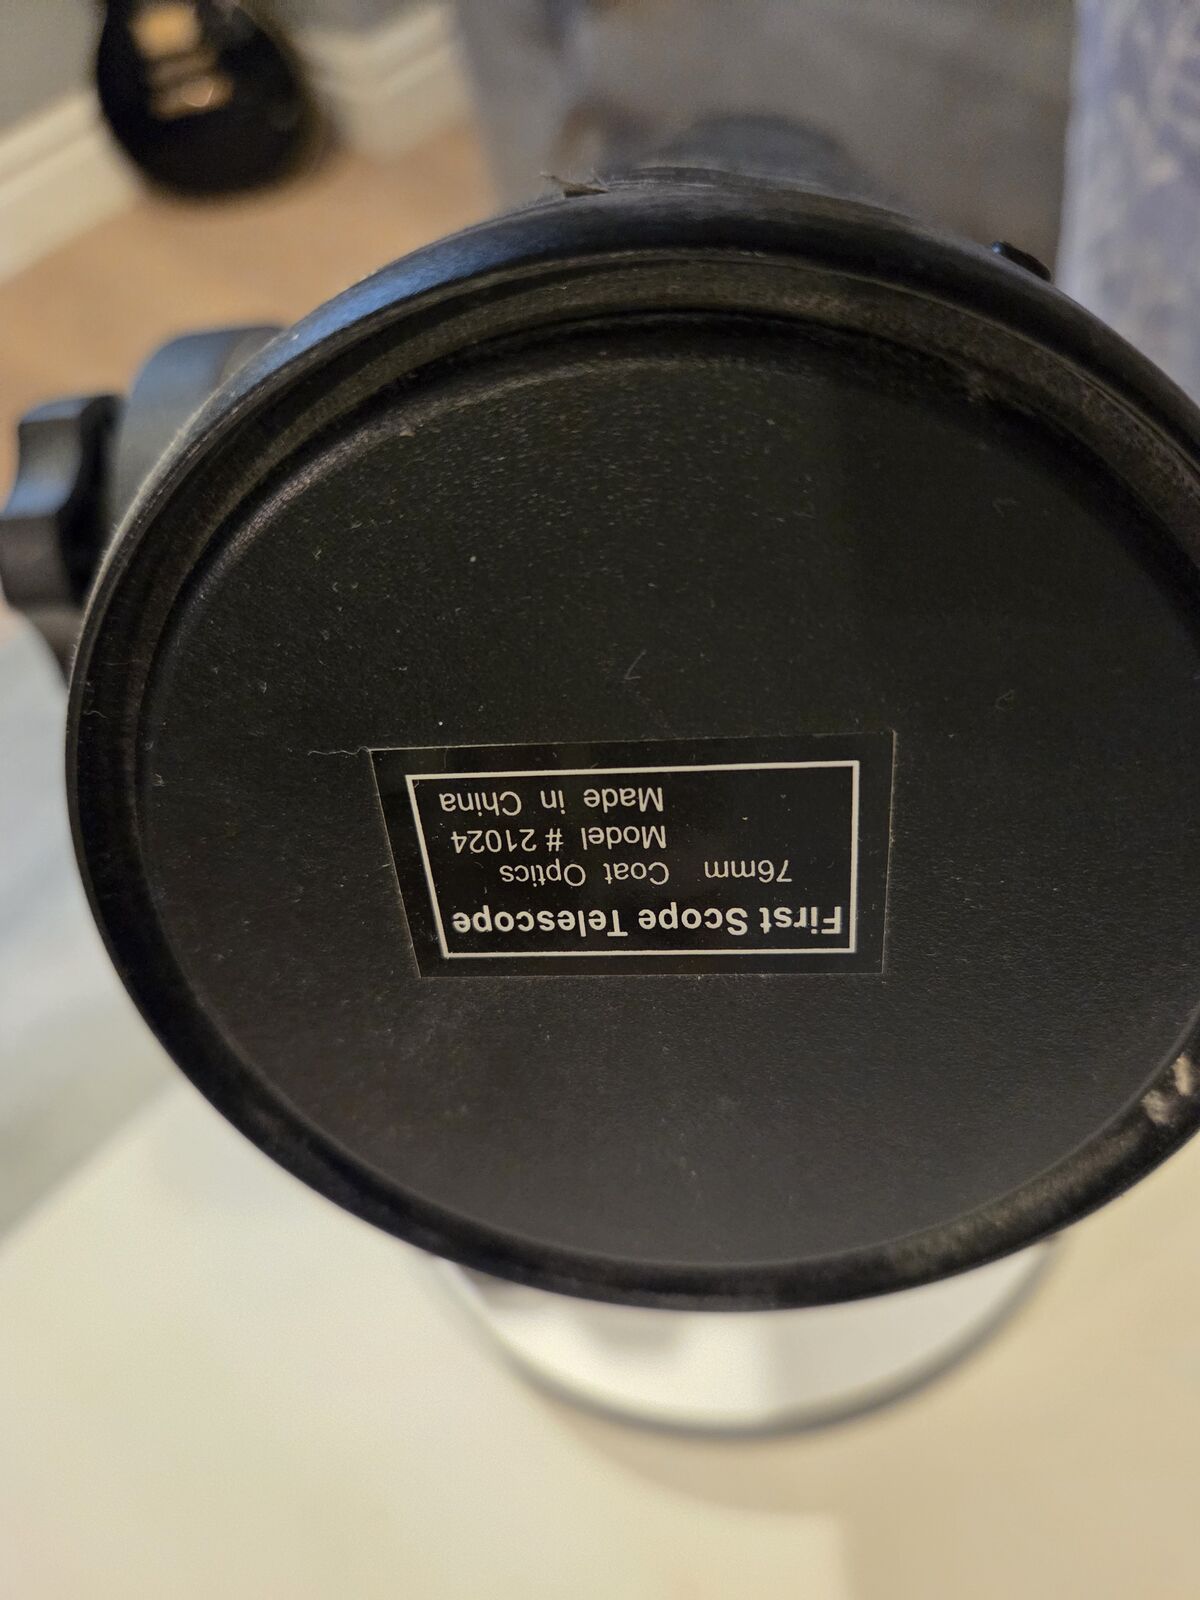 First Scope Telescope
76mm Coat Optics
Model # 21024
Made in China